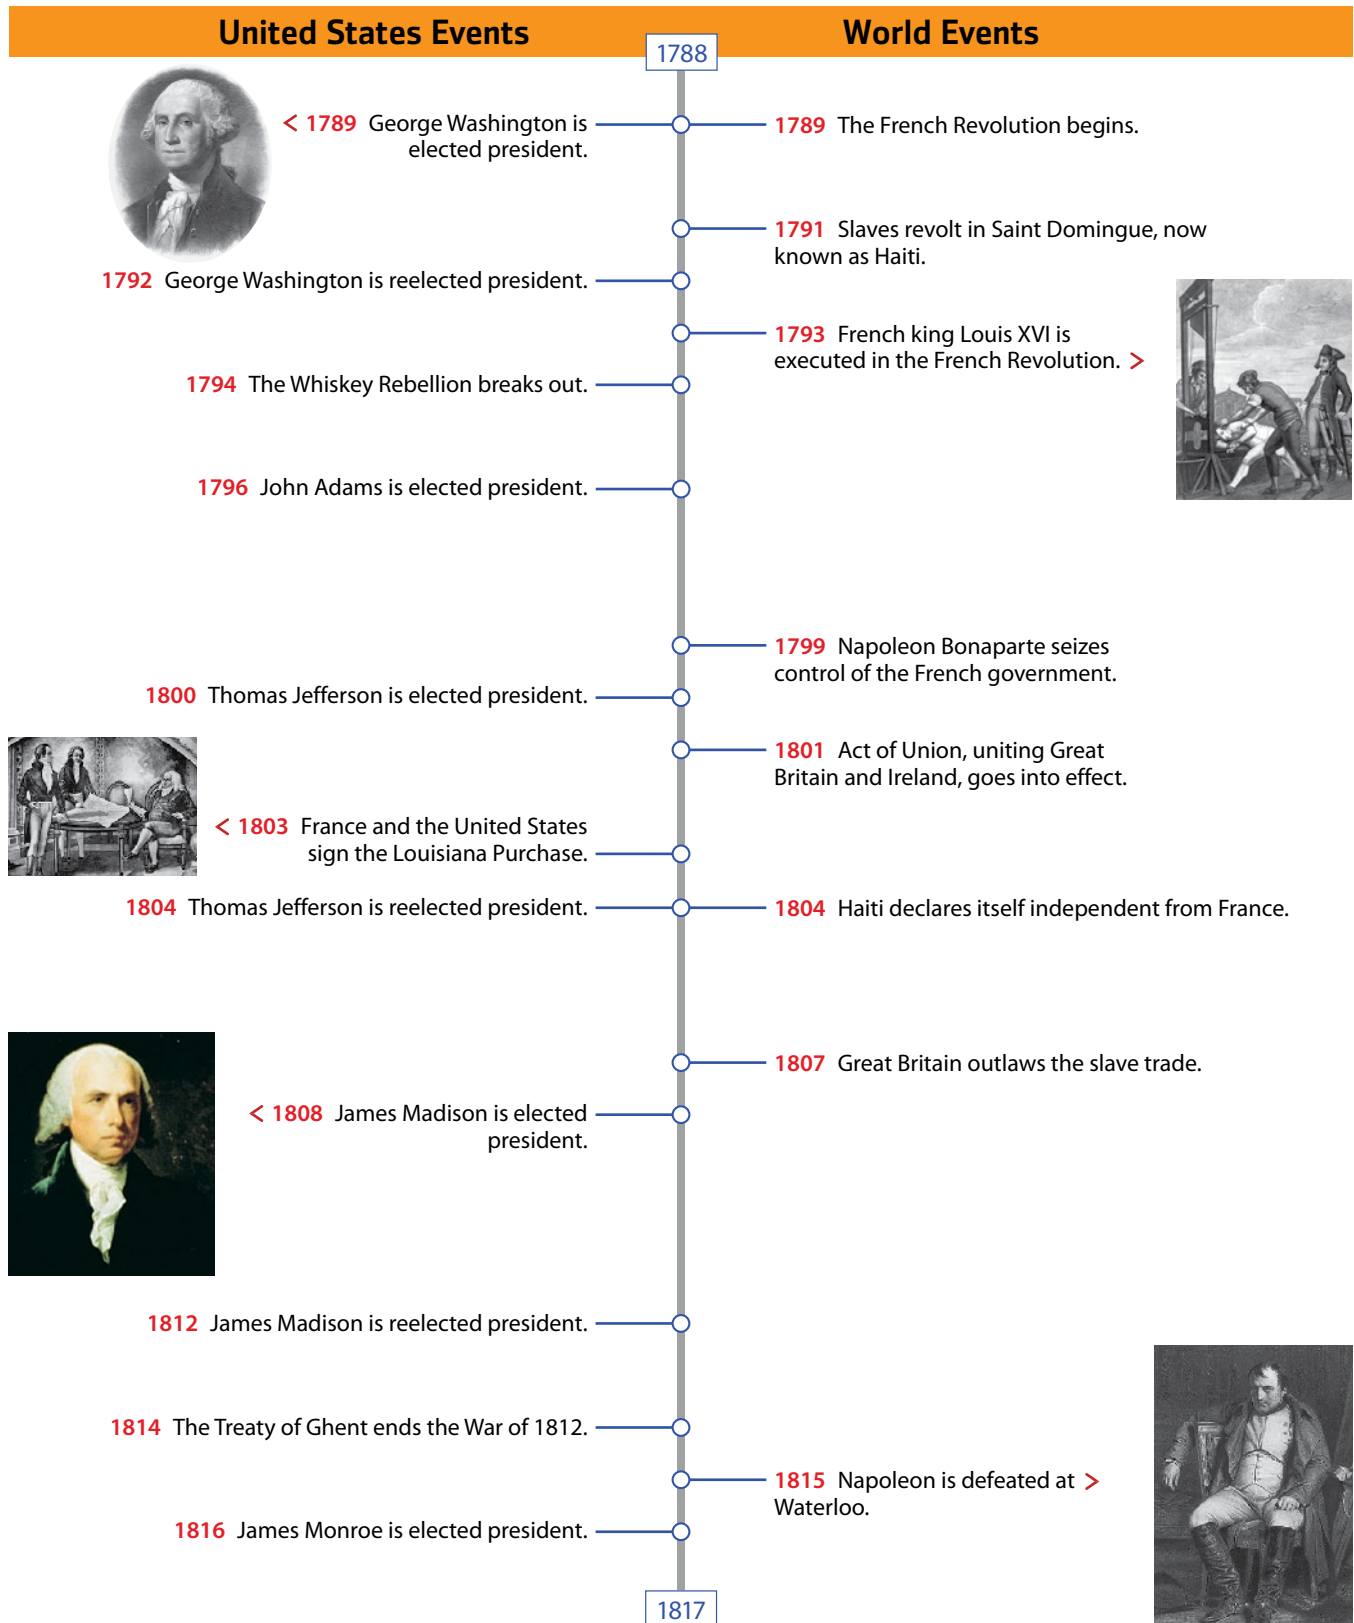 United States Events
World Events
1788
< 1789 George Washington is
elected president.
1789 The French Revolution begins.
1791 Slaves revolt in Saint Domingue, now
known as Haiti.
1792 George Washington is reelected president.
1793 French king Louis XVI is
executed in the French Revolution. >
1794 The Whiskey Rebellion breaks out.
1796 John Adams is elected president.
1799 Napoleon Bonaparte seizes
control of the French government.
1800 Thomas Jefferson is elected president.
1801 Act of Union, uniting Great
Britain and Ireland, goes into effect.
< 1803 France and the United States
sign the Louisiana Purchase.
1804 Thomas Jefferson is reelected president.
1804 Haiti declares itself independent from France.
1807 Great Britain outlaws the slave trade.
< 1808 James Madison is elected
president.
1812 James Madison is reelected president.
1814 The Treaty of Ghent ends the War of 1812.
1815 Napoleon is defeated at >
Waterloo.
1816 James Monroe is elected president.
1817